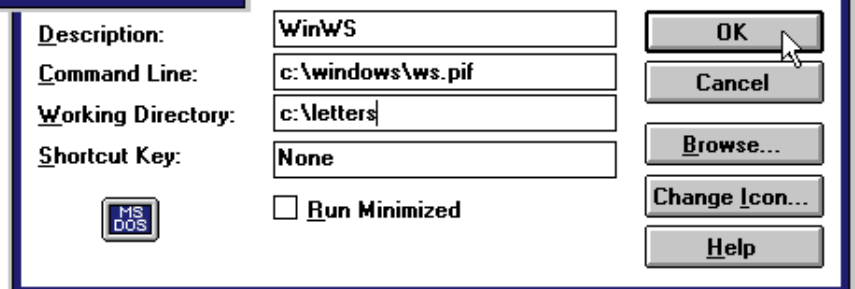 Description: WinWS OK
Command Line: c:\windows\ws.pif Cancel
Working Directory: c:\letters
Shortcut Key: None Browse...
MS DOS Run Minimized Change Icon...
Help